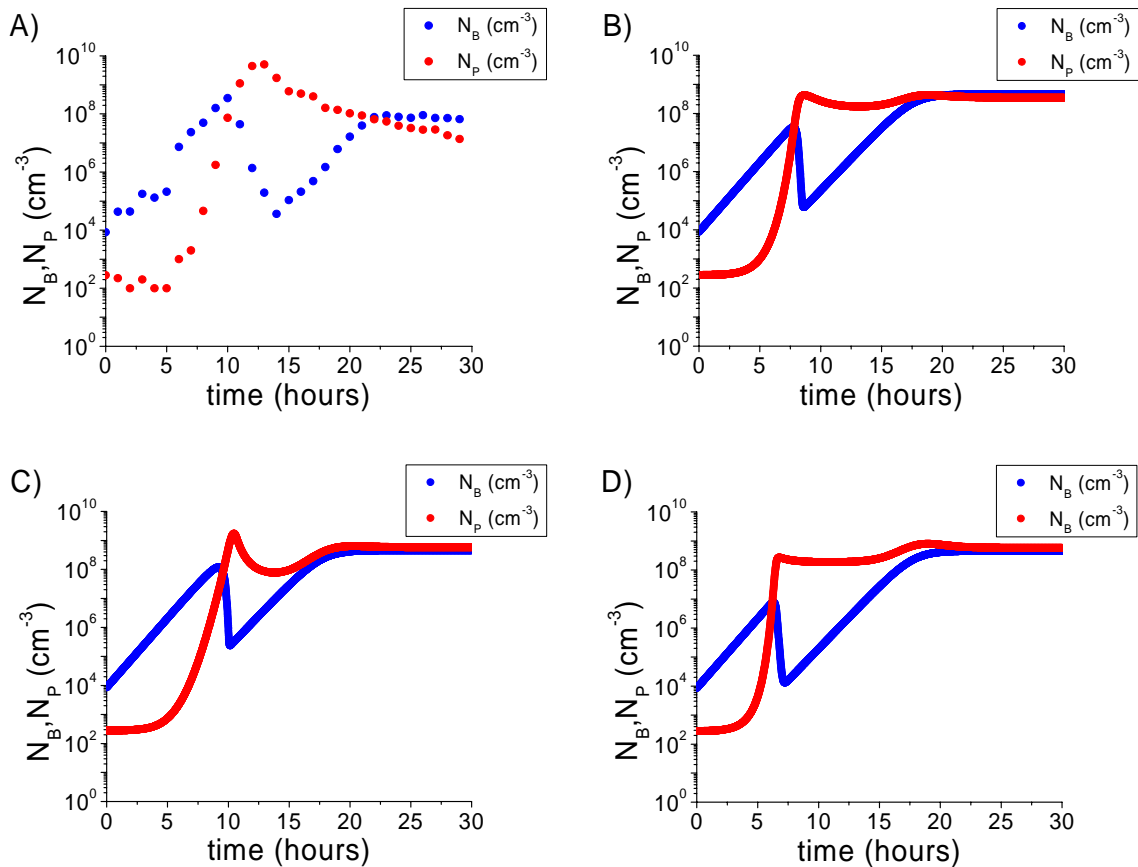 A)
N_B (cm^-3)
N_P (cm^-3)
N_B,N_P (cm^-3)
10^10
10^8
10^6
10^4
10^2
10^0
0 5 10 15 20 25 30
time (hours)
B)
N_B (cm^-3)
N_P (cm^-3)
N_B,N_P (cm^-3)
10^10
10^8
10^6
10^4
10^2
10^0
0 5 10 15 20 25 30
time (hours)
C)
N_B (cm^-3)
N_P (cm^-3)
N_B,N_P (cm^-3)
10^10
10^8
10^6
10^4
10^2
10^0
0 5 10 15 20 25 30
time (hours)
D)
N_B (cm^-3)
N_B (cm^-3)
N_B,N_P (cm^-3)
10^10
10^8
10^6
10^4
10^2
10^0
0 5 10 15 20 25 30
time (hours)